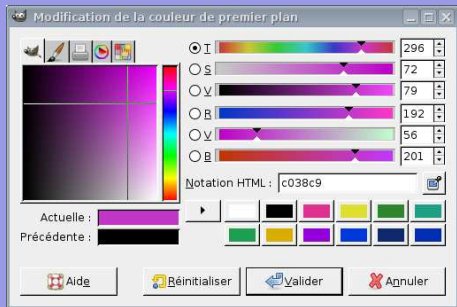 Modification de la couleur de premier plan
T 296
S 72
V 79
R 192
V 56
B 201
Notation HTML : c038c9
Actuelle :
Précédente :
Aide
Réinitialiser
Valider
Annuler